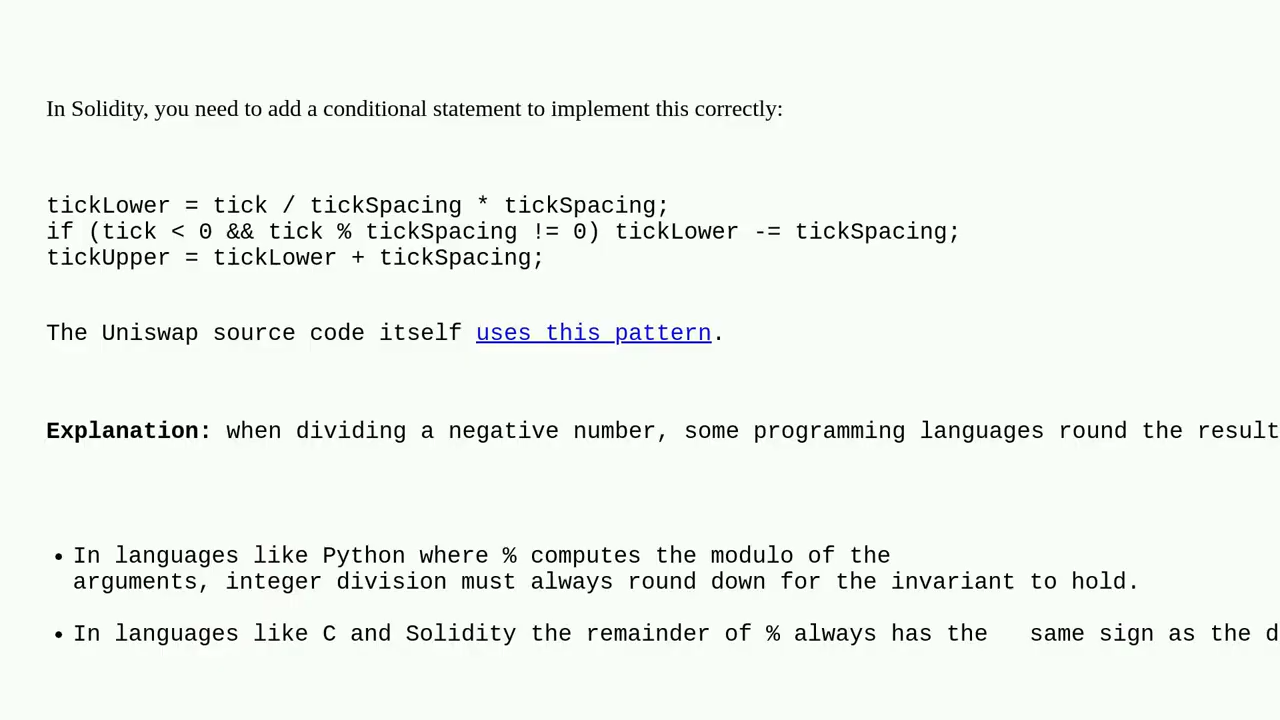 In Solidity, you need to add a conditional statement to implement this correctly:
tickLower = tick / tickSpacing * tickSpacing;
if (tick < 0 && tick % tickSpacing != 0) tickLower -= tickSpacing;
tickUpper = tickLower + tickSpacing;
The Uniswap source code itself uses this pattern.
Explanation: when dividing a negative number, some programming languages round the result
• In languages like Python where % computes the modulo of the
arguments, integer division must always round down for the invariant to hold.
• In languages like C and Solidity the remainder of % always has the   same sign as the d